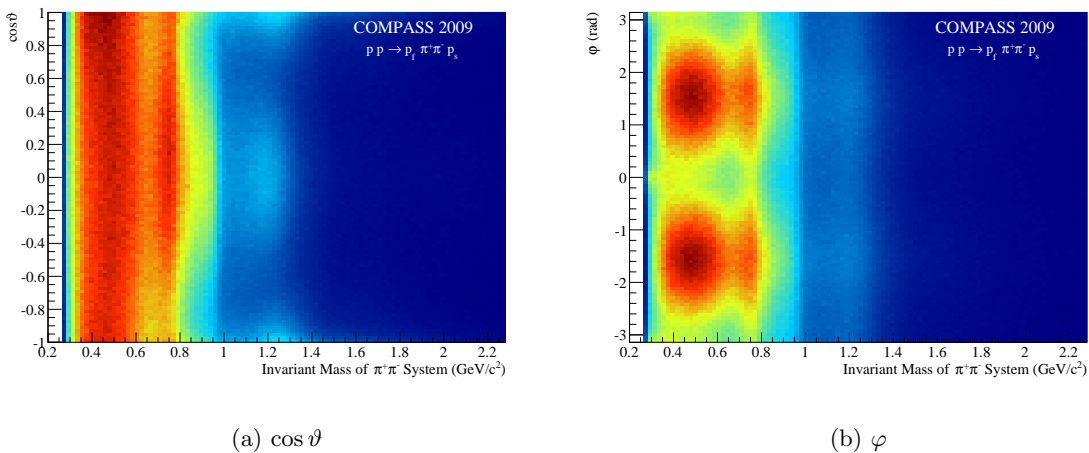 cosϑ
1
0.8
0.6
0.4
0.2
0
-0.2
-0.4
-0.6
-0.8
-1
COMPASS 2009
p p → p_f π⁺π⁻ p_s
0.2 0.4 0.6 0.8 1 1.2 1.4 1.6 1.8 2 2.2
Invariant Mass of π⁺π⁻ System (GeV/c²)
(a) cos ϑ
φ (rad)
3
2
1
0
-1
-2
-3
COMPASS 2009
p p → p_f π⁺π⁻ p_s
0.2 0.4 0.6 0.8 1 1.2 1.4 1.6 1.8 2 2.2
Invariant Mass of π⁺π⁻ System (GeV/c²)
(b) φ